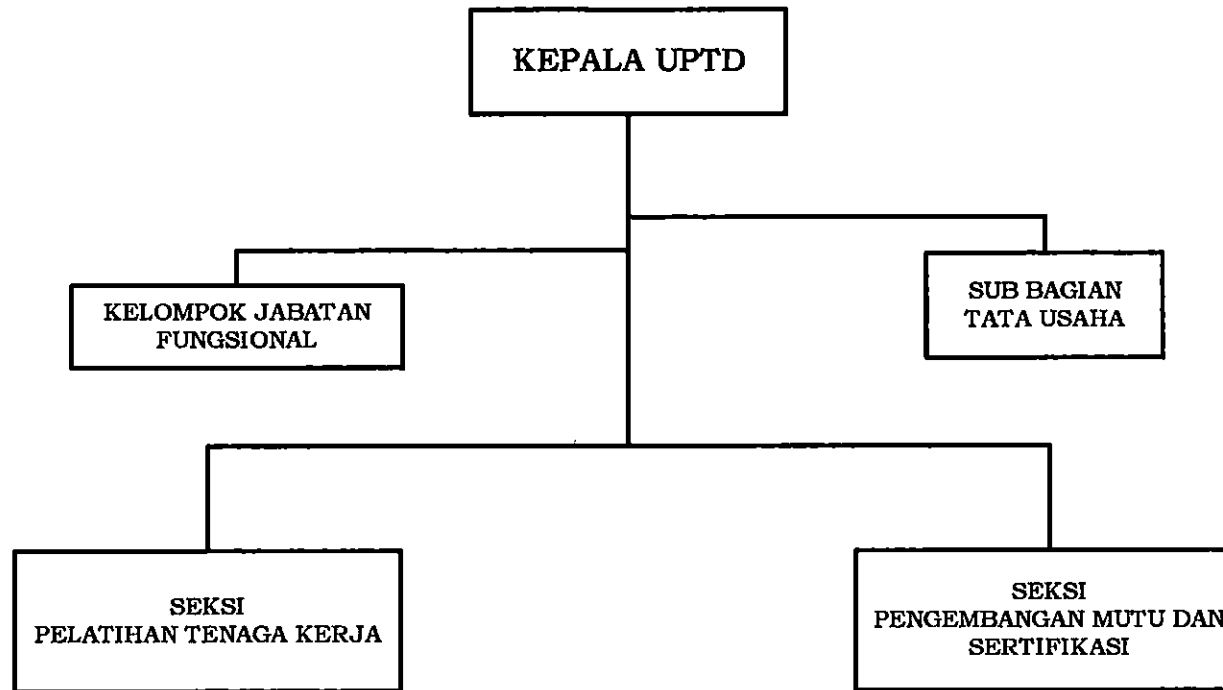 KEPALA UPTD
KELOMPOK JABATAN
FUNGSIONAL
SUB BAGIAN
TATA USAHA
SEKSI
PELATIHAN TENAGA KERJA
SEKSI
PENGEMBANGAN MUTU DAN
SERTIFIKASI